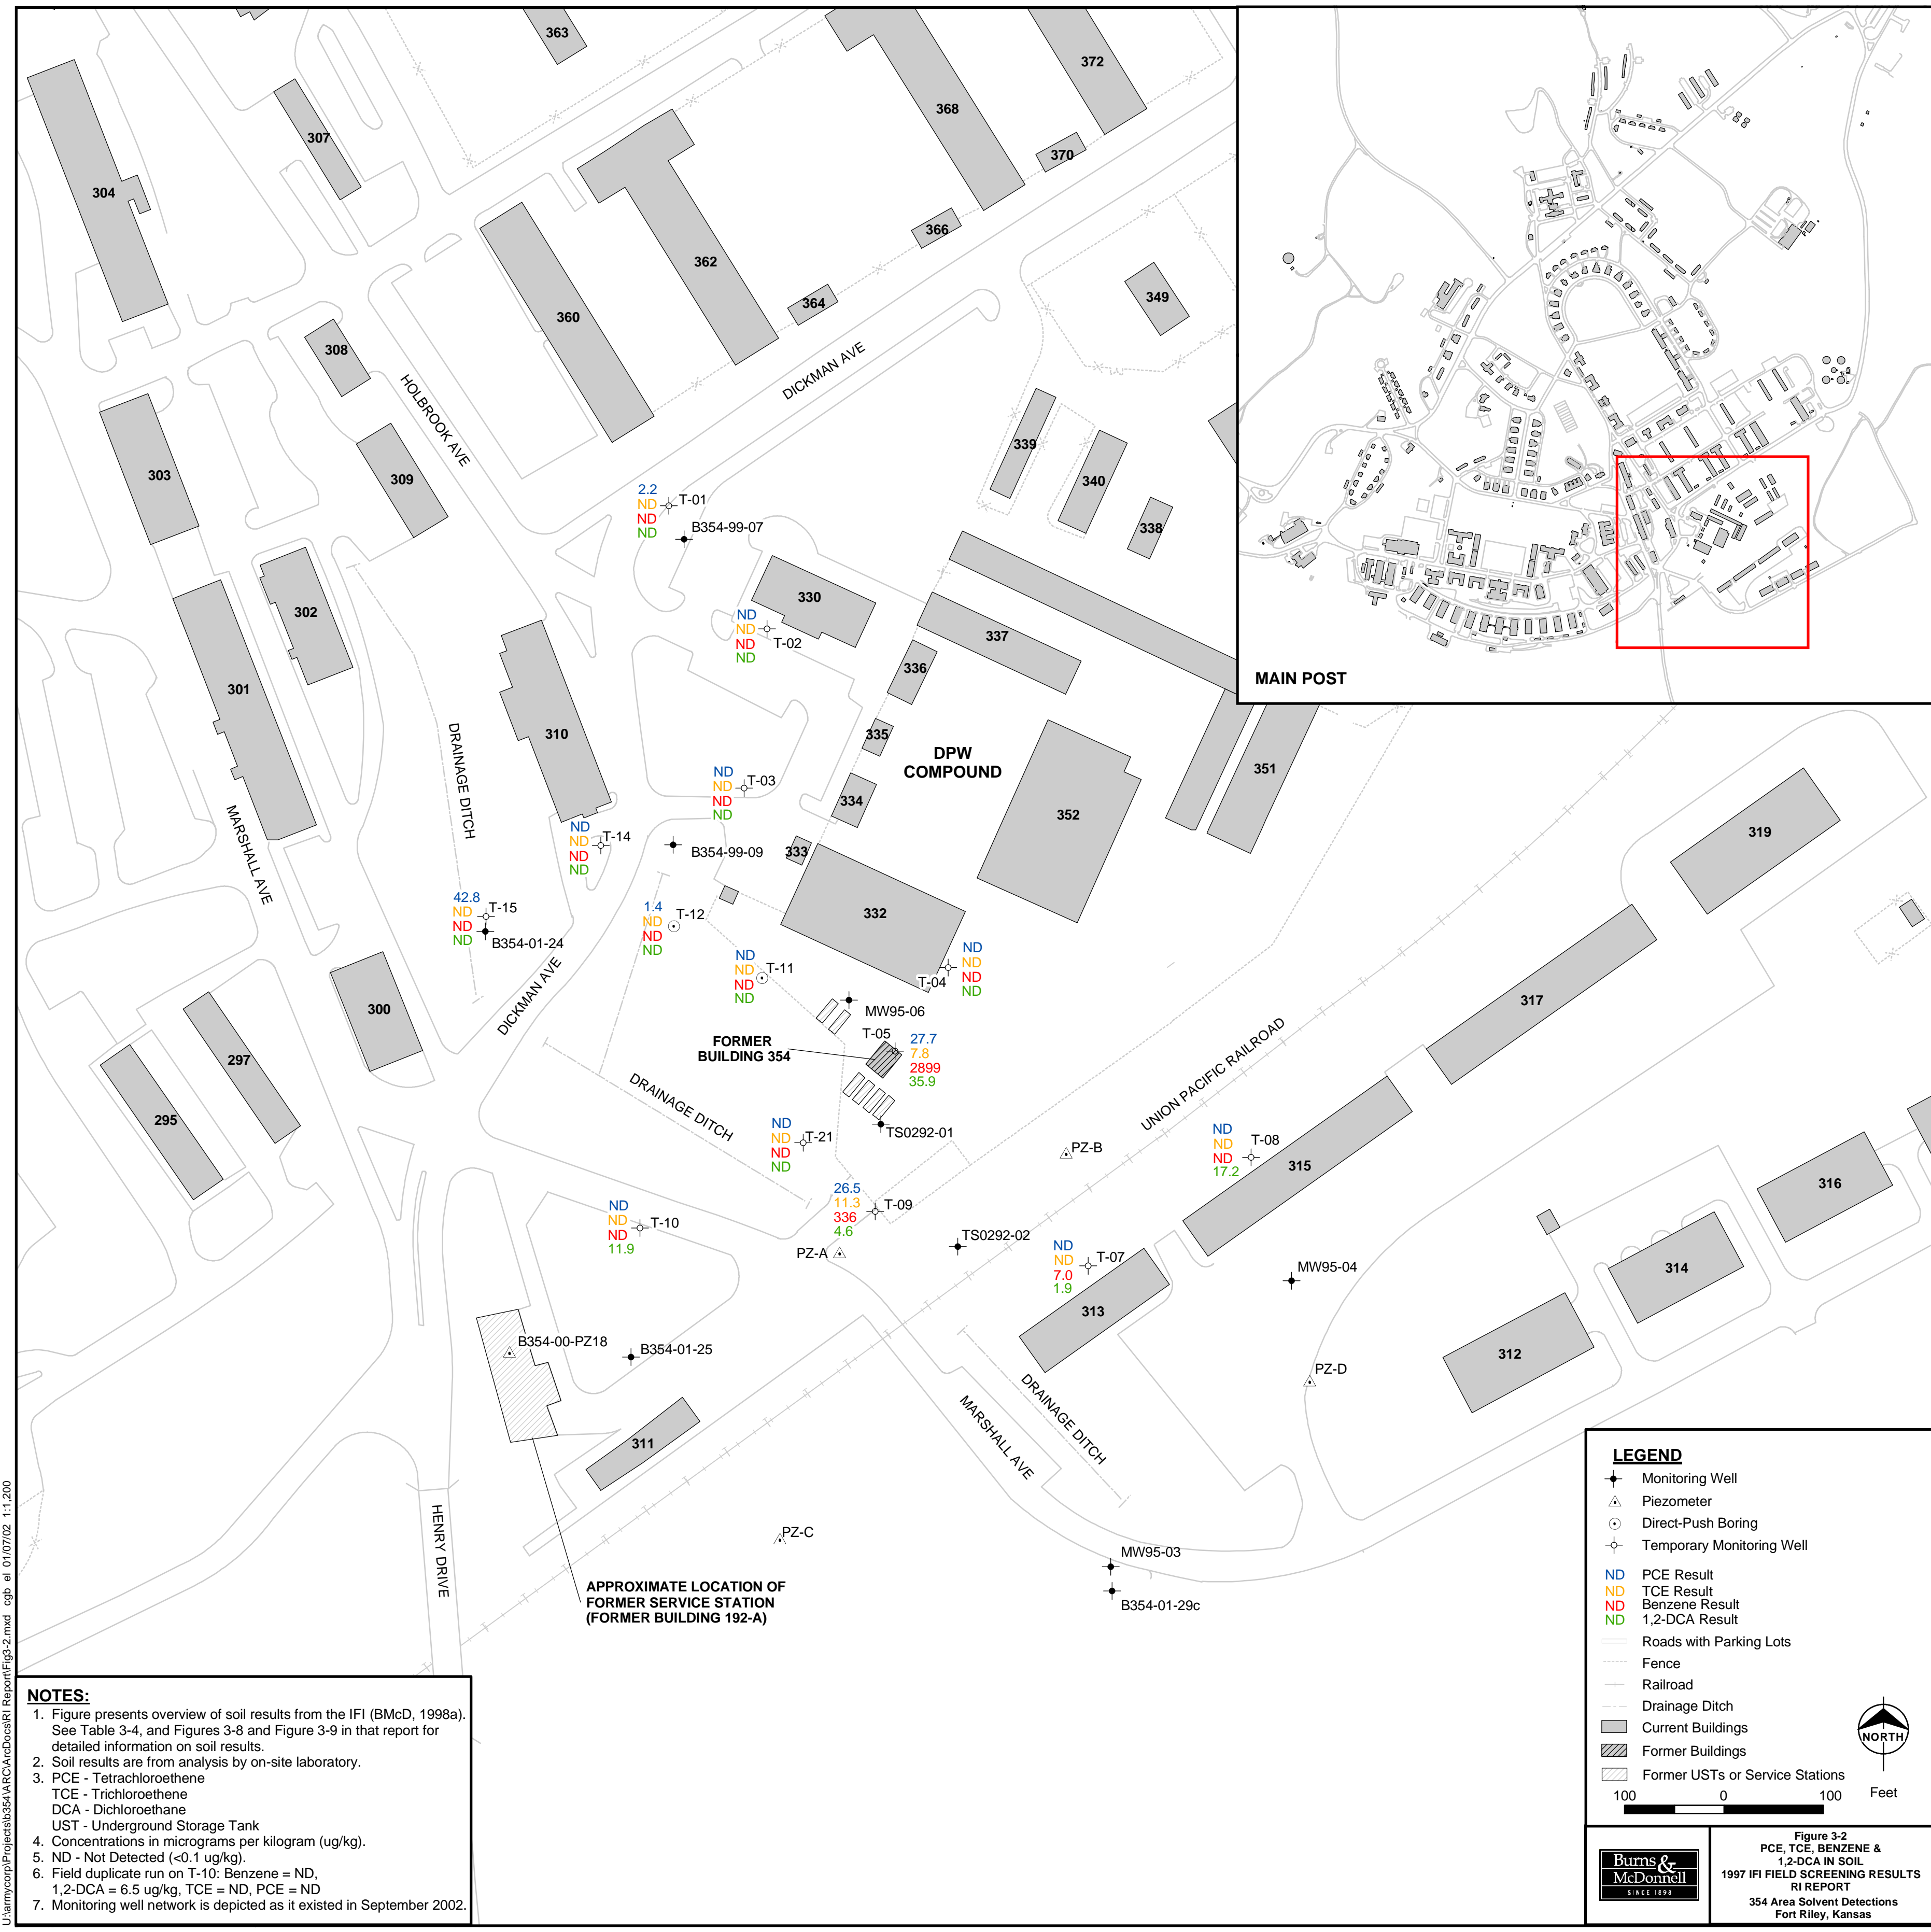 363
372
307
368
304
370
366
362
364
349
360
308
DICKMAN AVE
HOLBROOK AVE
339
303
309
340
338
2.2
ND
ND
ND
T-01
B354-99-07
330
302
ND
ND
ND
ND
T-02
337
336
301
310
335
DPW
COMPOUND
351
DRAINAGE DITCH
ND
ND
ND
ND
T-03
334
352
MARSHALL AVE
ND
ND
ND
ND
T-14
B354-99-09
333
319
42.8
ND
ND
ND
T-15
B354-01-24
1.4
ND
ND
ND
T-12
332
ND
ND
ND
ND
T-11
ND
ND
ND
ND
T-04
300
DICKMAN AVE
MW95-06
317
FORMER
BUILDING 354
T-05
27.7
7.8
2899
35.9
297
295
DRAINAGE DITCH
UNION PACIFIC RAILROAD
TS0292-01
ND
ND
ND
ND
T-21
PZ-B
ND
ND
ND
17.2
T-08
315
316
26.5
11.3
336
4.6
T-09
ND
ND
ND
11.9
T-10
PZ-A
TS0292-02
ND
ND
7.0
1.9
T-07
MW95-04
314
313
B354-00-PZ18
B354-01-25
312
PZ-D
DRAINAGE DITCH
MARSHALL AVE
311
HENRY DRIVE
PZ-C
MW95-03
B354-01-29c
APPROXIMATE LOCATION OF
FORMER SERVICE STATION
(FORMER BUILDING 192-A)
MAIN POST
LEGEND
Monitoring Well
Piezometer
Direct-Push Boring
Temporary Monitoring Well
ND PCE Result
ND TCE Result
ND Benzene Result
ND 1,2-DCA Result
Roads with Parking Lots
Fence
Railroad
Drainage Ditch
Current Buildings
Former Buildings
Former USTs or Service Stations
NORTH
100 0 100 Feet
NOTES:
1. Figure presents overview of soil results from the IFI (BMcD, 1998a).
See Table 3-4, and Figures 3-8 and Figure 3-9 in that report for
detailed information on soil results.
2. Soil results are from analysis by on-site laboratory.
3. PCE - Tetrachloroethene
TCE - Trichloroethene
DCA - Dichloroethane
UST - Underground Storage Tank
4. Concentrations in micrograms per kilogram (ug/kg).
5. ND - Not Detected (<0.1 ug/kg).
6. Field duplicate run on T-10: Benzene = ND,
1,2-DCA = 6.5 ug/kg, TCE = ND, PCE = ND
7. Monitoring well network is depicted as it existed in September 2002.
Burns &
McDonnell
SINCE 1898
Figure 3-2
PCE, TCE, BENZENE &
1,2-DCA IN SOIL
1997 IFI FIELD SCREENING RESULTS
RI REPORT
354 Area Solvent Detections
Fort Riley, Kansas
U:\armycorp\Projects\b354\ARC\ArcDocs\RI Report\Fig3-2.mxd cgb el 01/07/02 1:1,200